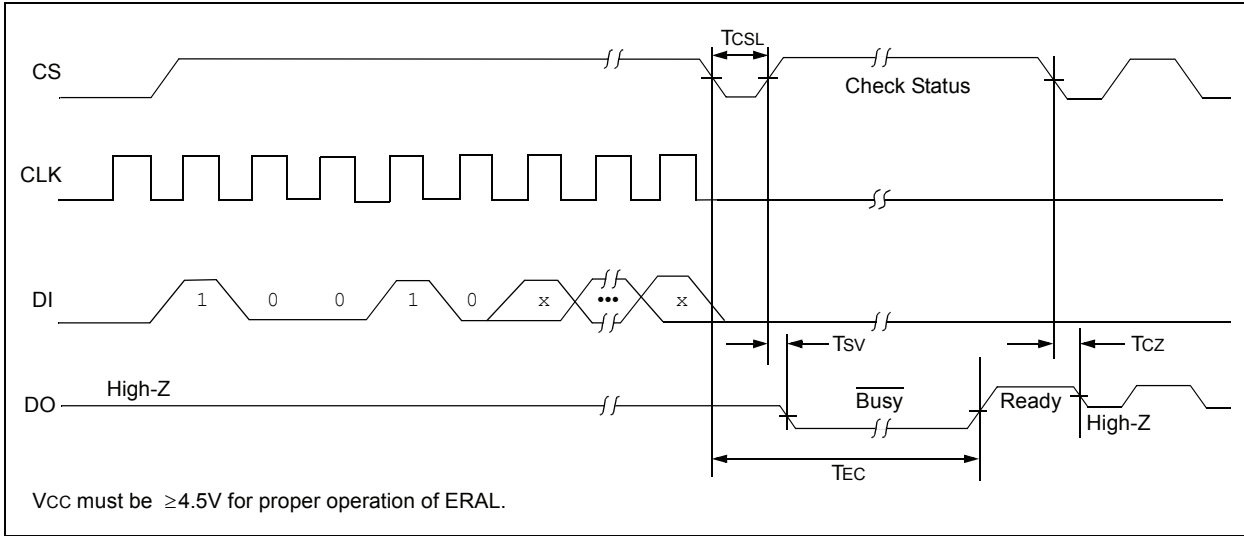 TCSL
CS
Check Status
CLK
DI 1 0 0 1 0 x ••• x
TSV TCZ
High-Z
DO Busy Ready High-Z
TEC
VCC must be ≥4.5V for proper operation of ERAL.